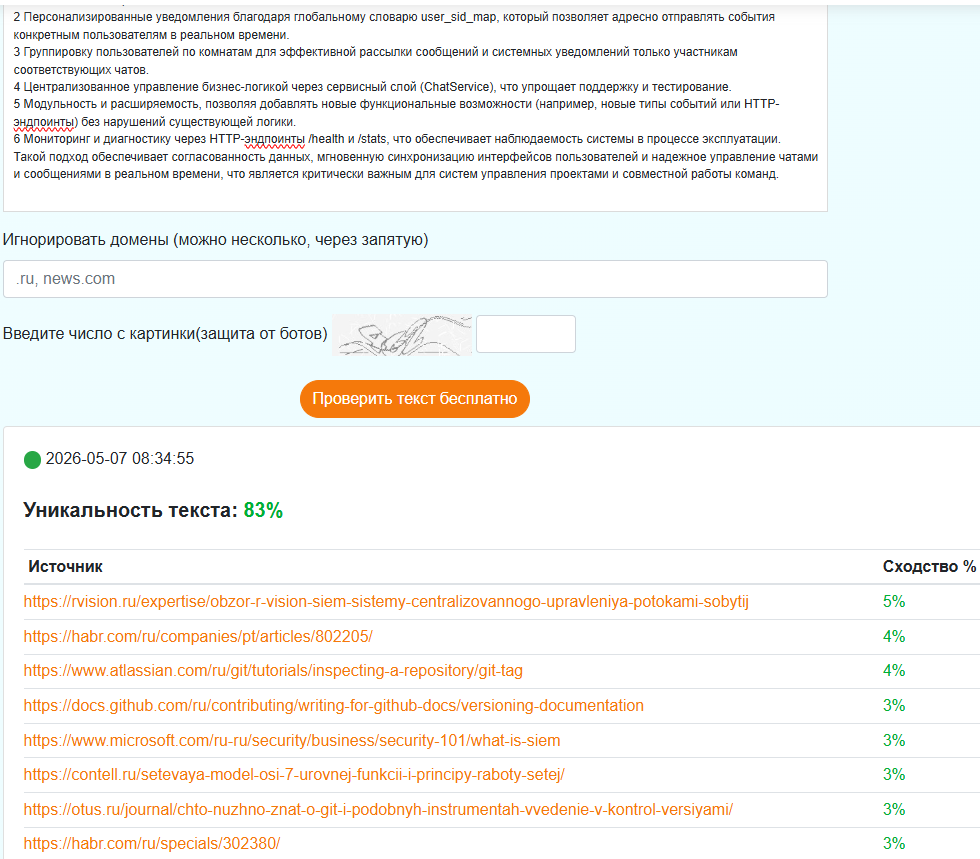 2 Персонализированные уведомления благодаря глобальному словарю user_sid_map, который позволяет адресно отправлять события
конкретным пользователям в реальном времени.
3 Группировку пользователей по комнатам для эффективной рассылки сообщений и системных уведомлений только участникам
соответствующих чатов.
4 Централизованное управление бизнес-логикой через сервисный слой (ChatService), что упрощает поддержку и тестирование.
5 Модульность и расширяемость, позволяя добавлять новые функциональные возможности (например, новые типы событий или HTTP-
эндпоинты) без нарушений существующей логики.
6 Мониторинг и диагностику через HTTP-эндпоинты /health и /stats, что обеспечивает наблюдаемость системы в процессе эксплуатации.
Такой подход обеспечивает согласованность данных, мгновенную синхронизацию интерфейсов пользователей и надежное управление чатами
и сообщениями в реальном времени, что является критически важным для систем управления проектами и совместной работы команд.
Игнорировать домены (можно несколько, через запятую)
.ru, news.com
Введите число с картинки(защита от ботов)
Проверить текст бесплатно
2026-05-07 08:34:55
Уникальность текста: 83%
Источник Сходство %
https://rvision.ru/expertise/obzor-r-vision-siem-sistemy-centralizovannogo-upravleniya-potokami-sobytij 5%
https://habr.com/ru/companies/pt/articles/802205/ 4%
https://www.atlassian.com/ru/git/tutorials/inspecting-a-repository/git-tag 4%
https://docs.github.com/ru/contributing/writing-for-github-docs/versioning-documentation 3%
https://www.microsoft.com/ru-ru/security/business/security-101/what-is-siem 3%
https://contell.ru/setevaya-model-osi-7-urovnej-funkcii-i-principy-raboty-setej/ 3%
https://otus.ru/journal/chto-nuzhno-znat-o-git-i-podobnyh-instrumentah-vvedenie-v-kontrol-versiyami/ 3%
https://habr.com/ru/specials/302380/ 3%